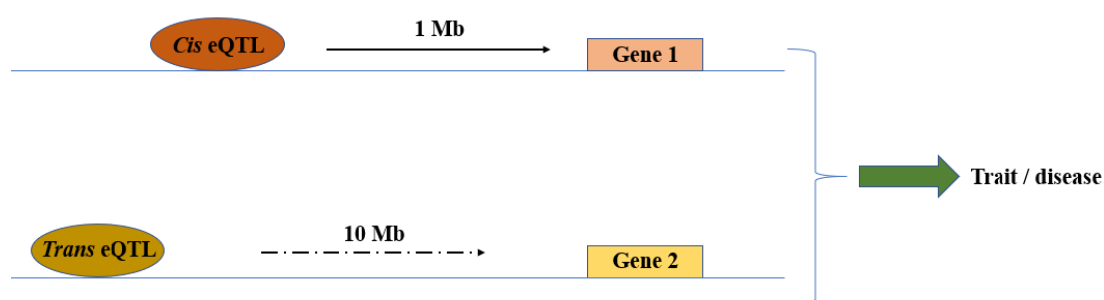 Cis eQTL
1 Mb
Gene 1
Trait / disease
Trans eQTL
10 Mb
Gene 2